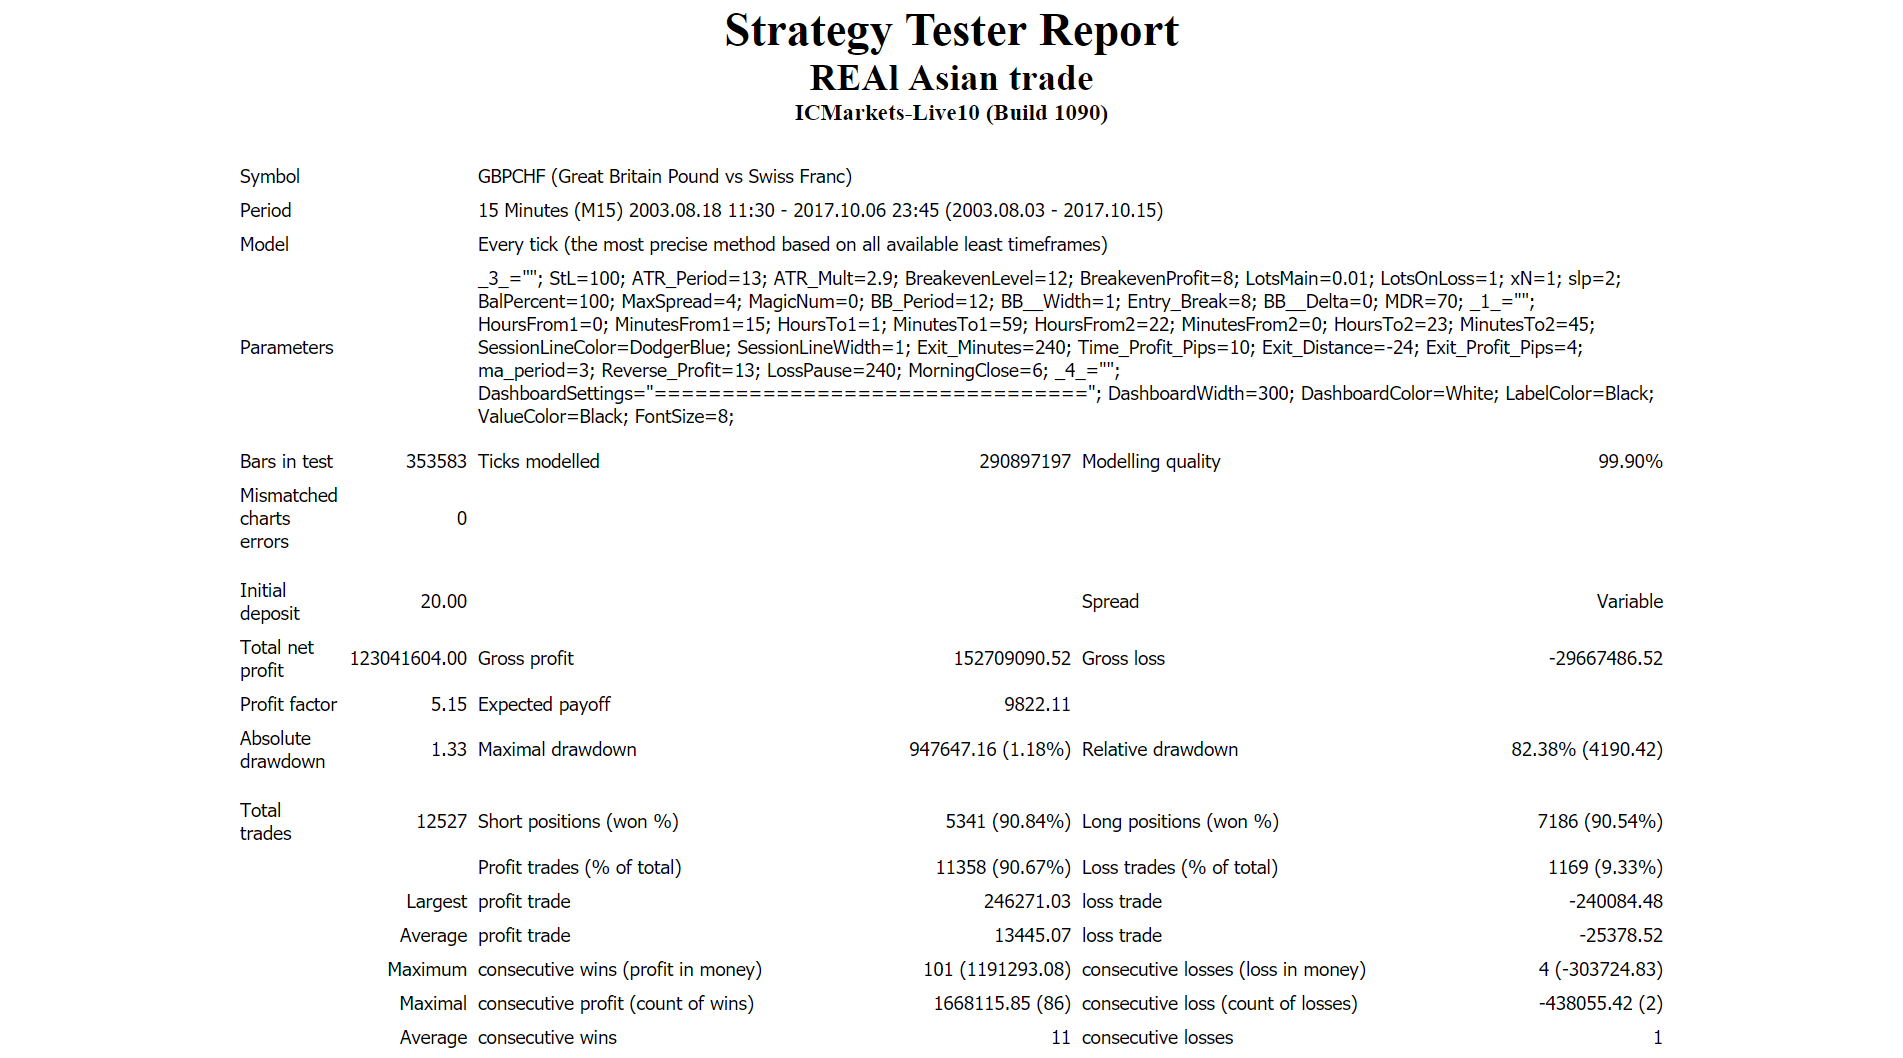 Strategy Tester Report
REAl Asian trade
ICMarkets-Live10 (Build 1090)
Symbol GBPCHF (Great Britain Pound vs Swiss Franc)
Period 15 Minutes (M15) 2003.08.18 11:30 - 2017.10.06 23:45 (2003.08.03 - 2017.10.15)
Model Every tick (the most precise method based on all available least timeframes)
Parameters
_3_=""; StL=100; ATR_Period=13; ATR_Mult=2.9; BreakevenLevel=12; BreakevenProfit=8; LotsMain=0.01; LotsOnLoss=1; xN=1; slp=2;
BalPercent=100; MaxSpread=4; MagicNum=0; BB_Period=12; BB__Width=1; Entry_Break=8; BB__Delta=0; MDR=70; _1_="";
HoursFrom1=0; MinutesFrom1=15; HoursTo1=1; MinutesTo1=59; HoursFrom2=22; MinutesFrom2=0; HoursTo2=23; MinutesTo2=45;
SessionLineColor=DodgerBlue; SessionLineWidth=1; Exit_Minutes=240; Time_Profit_Pips=10; Exit_Distance=-24; Exit_Profit_Pips=4;
ma_period=3; Reverse_Profit=13; LossPause=240; MorningClose=6; _4_="";
DashboardSettings="================================"; DashboardWidth=300; DashboardColor=White; LabelColor=Black;
ValueColor=Black; FontSize=8;
Bars in test 353583 Ticks modelled 290897197 Modelling quality 99.90%
Mismatched
charts
errors
0
Initial
deposit
20.00 Spread Variable
Total net
profit
123041604.00 Gross profit 152709090.52 Gross loss -29667486.52
Profit factor 5.15 Expected payoff 9822.11
Absolute
drawdown
1.33 Maximal drawdown 947647.16 (1.18%) Relative drawdown 82.38% (4190.42)
Total
trades
12527 Short positions (won %) 5341 (90.84%) Long positions (won %) 7186 (90.54%)
Profit trades (% of total) 11358 (90.67%) Loss trades (% of total) 1169 (9.33%)
Largest profit trade 246271.03 loss trade -240084.48
Average profit trade 13445.07 loss trade -25378.52
Maximum consecutive wins (profit in money) 101 (1191293.08) consecutive losses (loss in money) 4 (-303724.83)
Maximal consecutive profit (count of wins) 1668115.85 (86) consecutive loss (count of losses) -438055.42 (2)
Average consecutive wins 11 consecutive losses 1